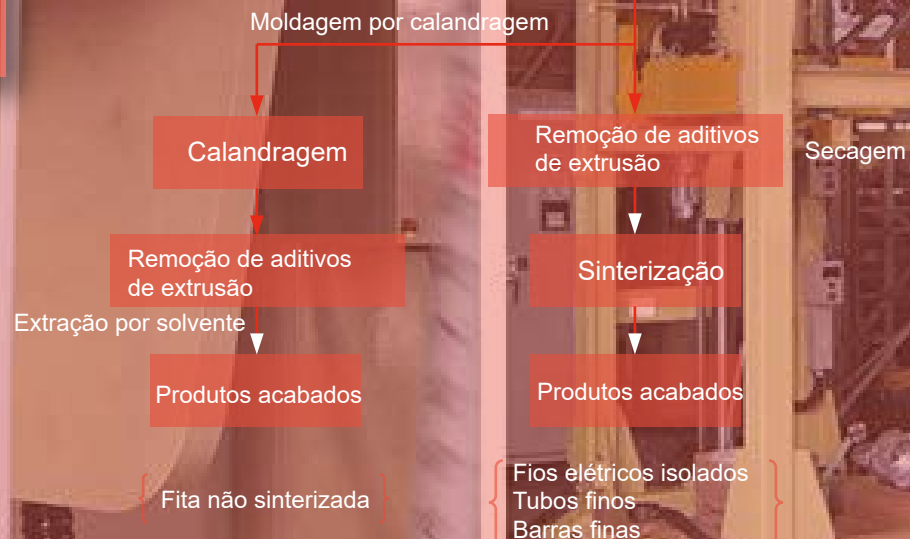 Moldagem por calandragem
Calandragem
Remoção de aditivos
de extrusão
Extração por solvente
Produtos acabados
Fita não sinterizada
Remoção de aditivos
de extrusão
Secagem
Sinterização
Produtos acabados
Fios elétricos isolados
Tubos finos
Barras finas